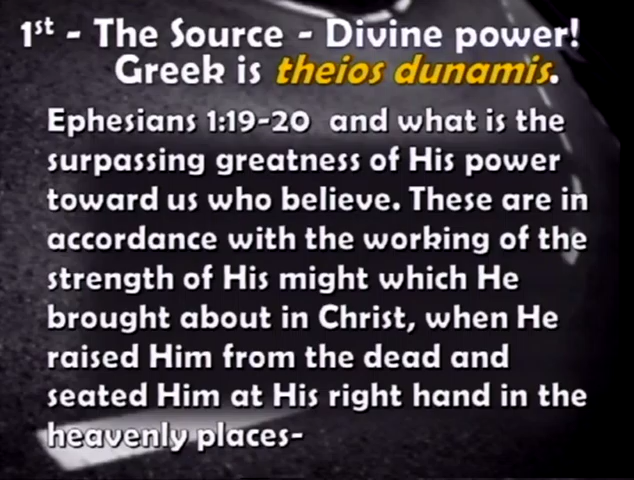 1st - The Source - Divine power!
Greek is theios dunamis.
Ephesians 1:19-20 and what is the
surpassing greatness of His power
toward us who believe. These are in
accordance with the working of the
strength of His might which He
brought about in Christ, when He
raised Him from the dead and
seated Him at His right hand in the
heavenly places-